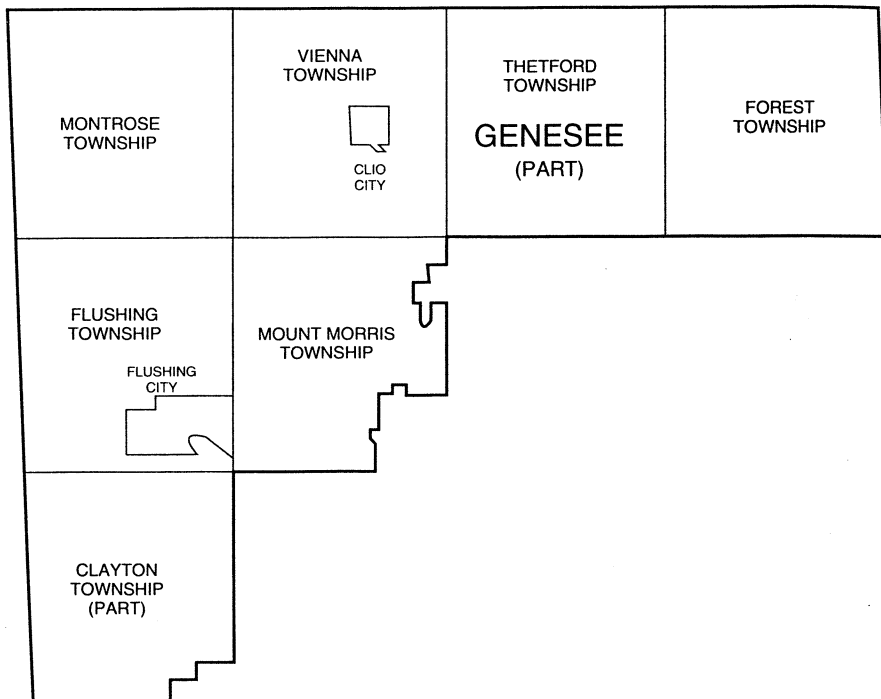 VIENNA
TOWNSHIP
THETFORD
TOWNSHIP
MONTROSE
TOWNSHIP
FOREST
TOWNSHIP
GENESEE
(PART)
CLIO
CITY
FLUSHING
TOWNSHIP
MOUNT MORRIS
TOWNSHIP
FLUSHING
CITY
CLAYTON
TOWNSHIP
(PART)